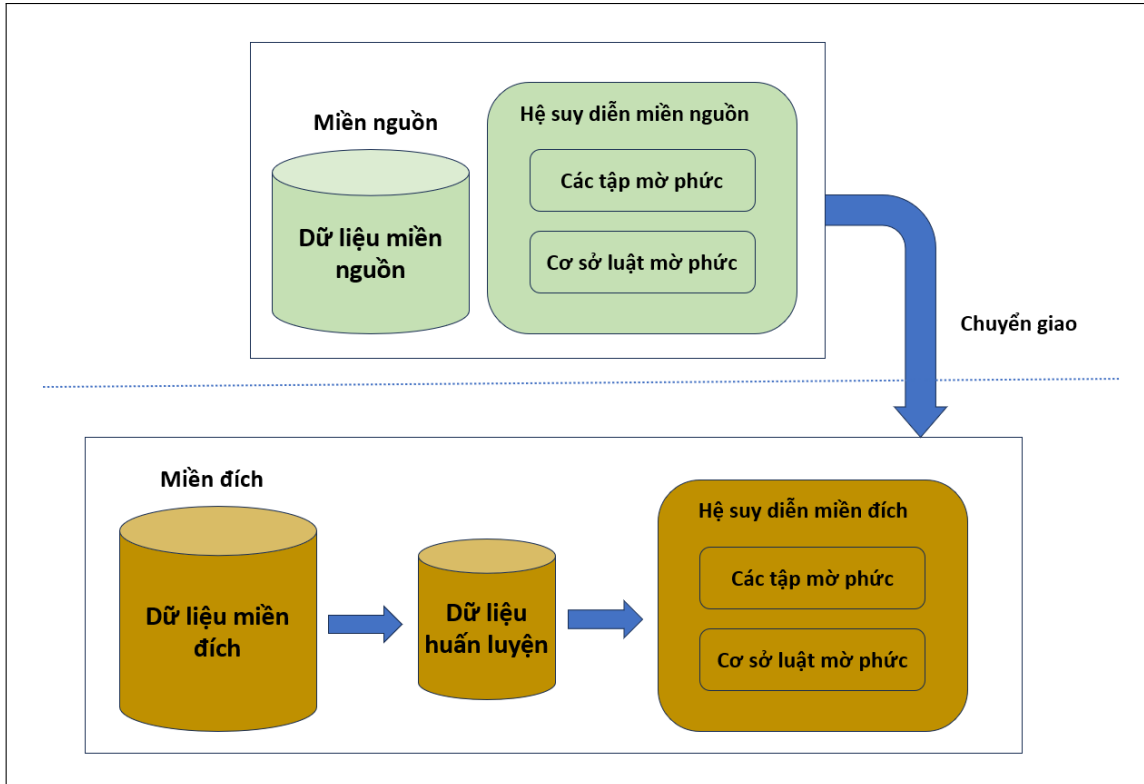 Miền nguồn
Dữ liệu miền
nguồn
Hệ suy diễn miền nguồn
Các tập mờ phức
Cơ sở luật mờ phức
Chuyển giao
Miền đích
Dữ liệu miền
đích
Dữ liệu
huấn luyện
Hệ suy diễn miền đích
Các tập mờ phức
Cơ sở luật mờ phức